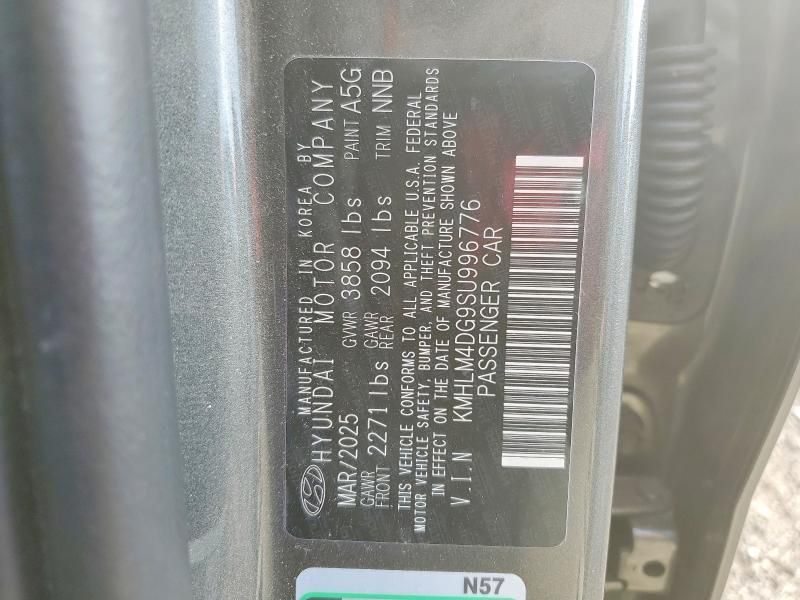 MANUFACTURED IN KOREA BY
HYUNDAI MOTOR COMPANY
MAR/2025 GVWR 3858 lbs PAINT A5G
GAWR FRONT 2271 lbs GAWR REAR 2094 lbs TRIM NNB
THIS VEHICLE CONFORMS TO ALL APPLICABLE U.S.A. FEDERAL
MOTOR VEHICLE SAFETY, BUMPER, AND THEFT PREVENTION STANDARDS
IN EFFECT ON THE DATE OF MANUFACTURE SHOWN ABOVE
V.I.N KMHLM4DG9SU996776
PASSENGER CAR
N57